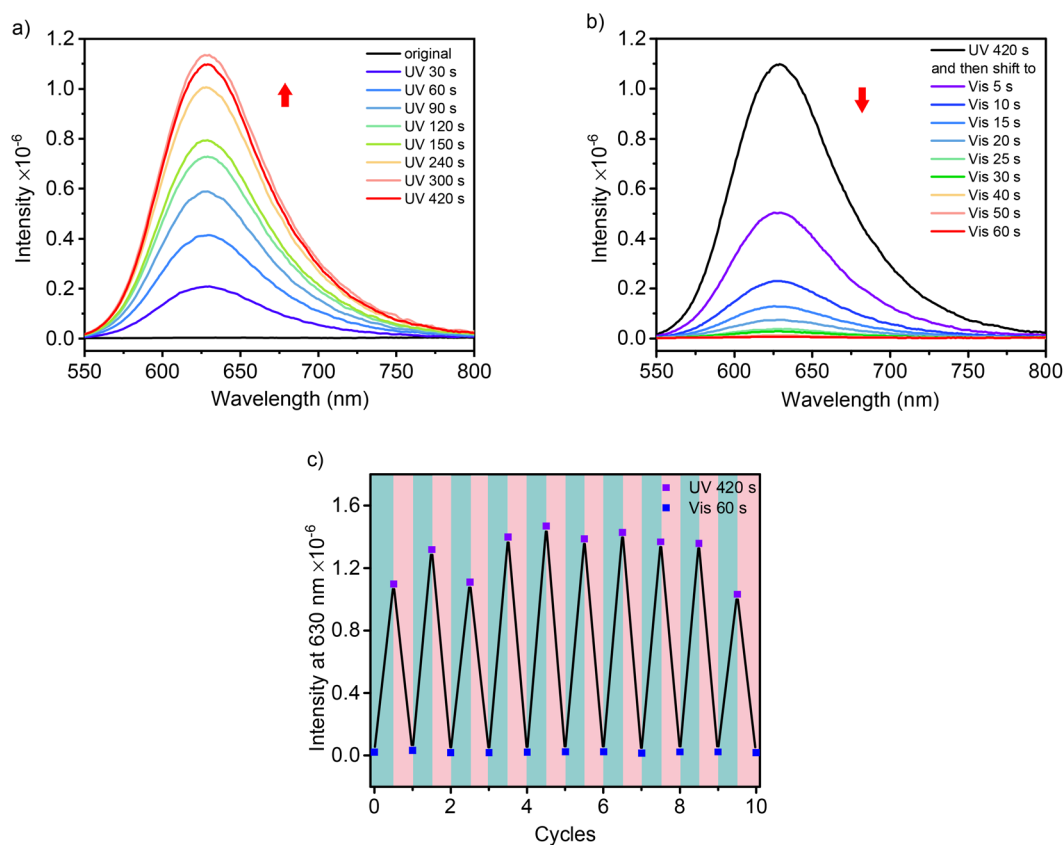 a)
1.2
1.0
0.8
0.6
0.4
0.2
0.0
Intensity ×10⁻⁶
550 600 650 700 750 800
Wavelength (nm)
original
UV 30 s
UV 60 s
UV 90 s
UV 120 s
UV 150 s
UV 240 s
UV 300 s
UV 420 s
b)
1.2
1.0
0.8
0.6
0.4
0.2
0.0
Intensity ×10⁻⁶
550 600 650 700 750 800
Wavelength (nm)
UV 420 s
and then shift to
Vis 5 s
Vis 10 s
Vis 15 s
Vis 20 s
Vis 25 s
Vis 30 s
Vis 40 s
Vis 50 s
Vis 60 s
c)
1.6
1.2
0.8
0.4
0.0
Intensity at 630 nm ×10⁻⁶
0 2 4 6 8 10
Cycles
UV 420 s
Vis 60 s